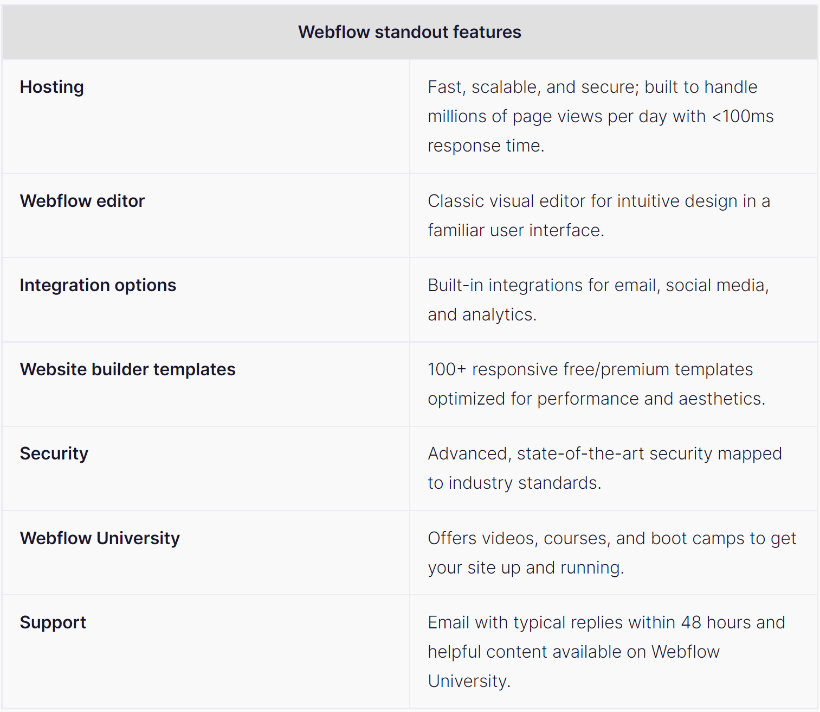 Webflow standout features
Hosting
Fast, scalable, and secure; built to handle
millions of page views per day with <100ms
response time.
Webflow editor
Classic visual editor for intuitive design in a
familiar user interface.
Integration options
Built-in integrations for email, social media,
and analytics.
Website builder templates
100+ responsive free/premium templates
optimized for performance and aesthetics.
Security
Advanced, state-of-the-art security mapped
to industry standards.
Webflow University
Offers videos, courses, and boot camps to get
your site up and running.
Support
Email with typical replies within 48 hours and
helpful content available on Webflow
University.